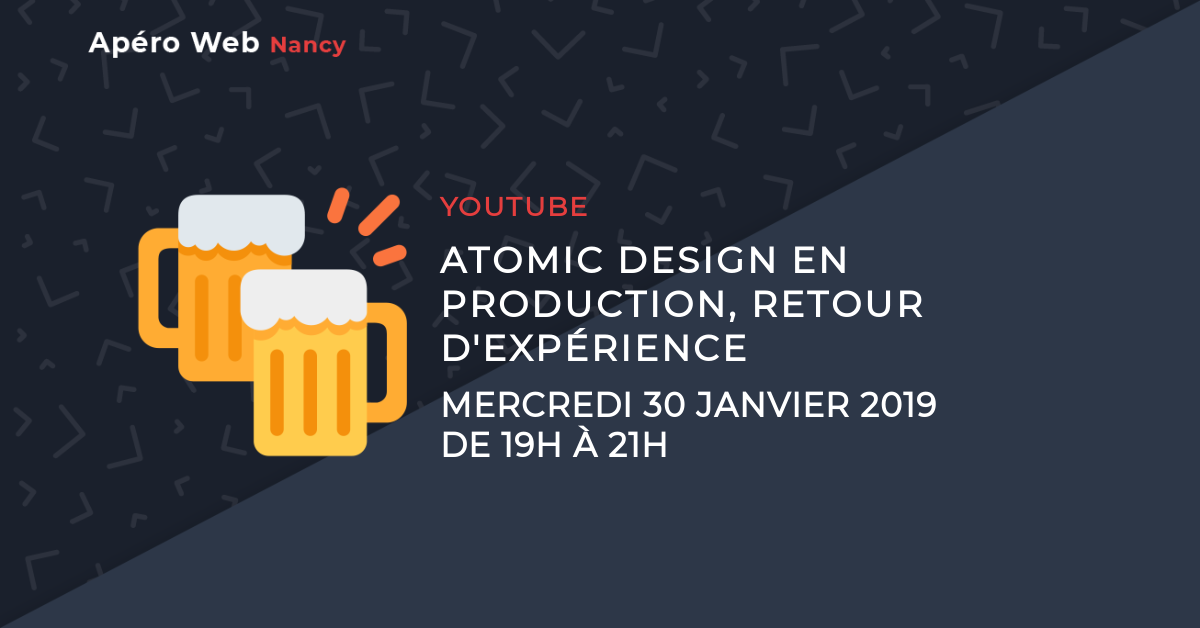 Apéro Web Nancy
YOUTUBE
ATOMIC DESIGN EN
PRODUCTION, RETOUR
D'EXPÉRIENCE
MERCREDI 30 JANVIER 2019
DE 19H À 21H